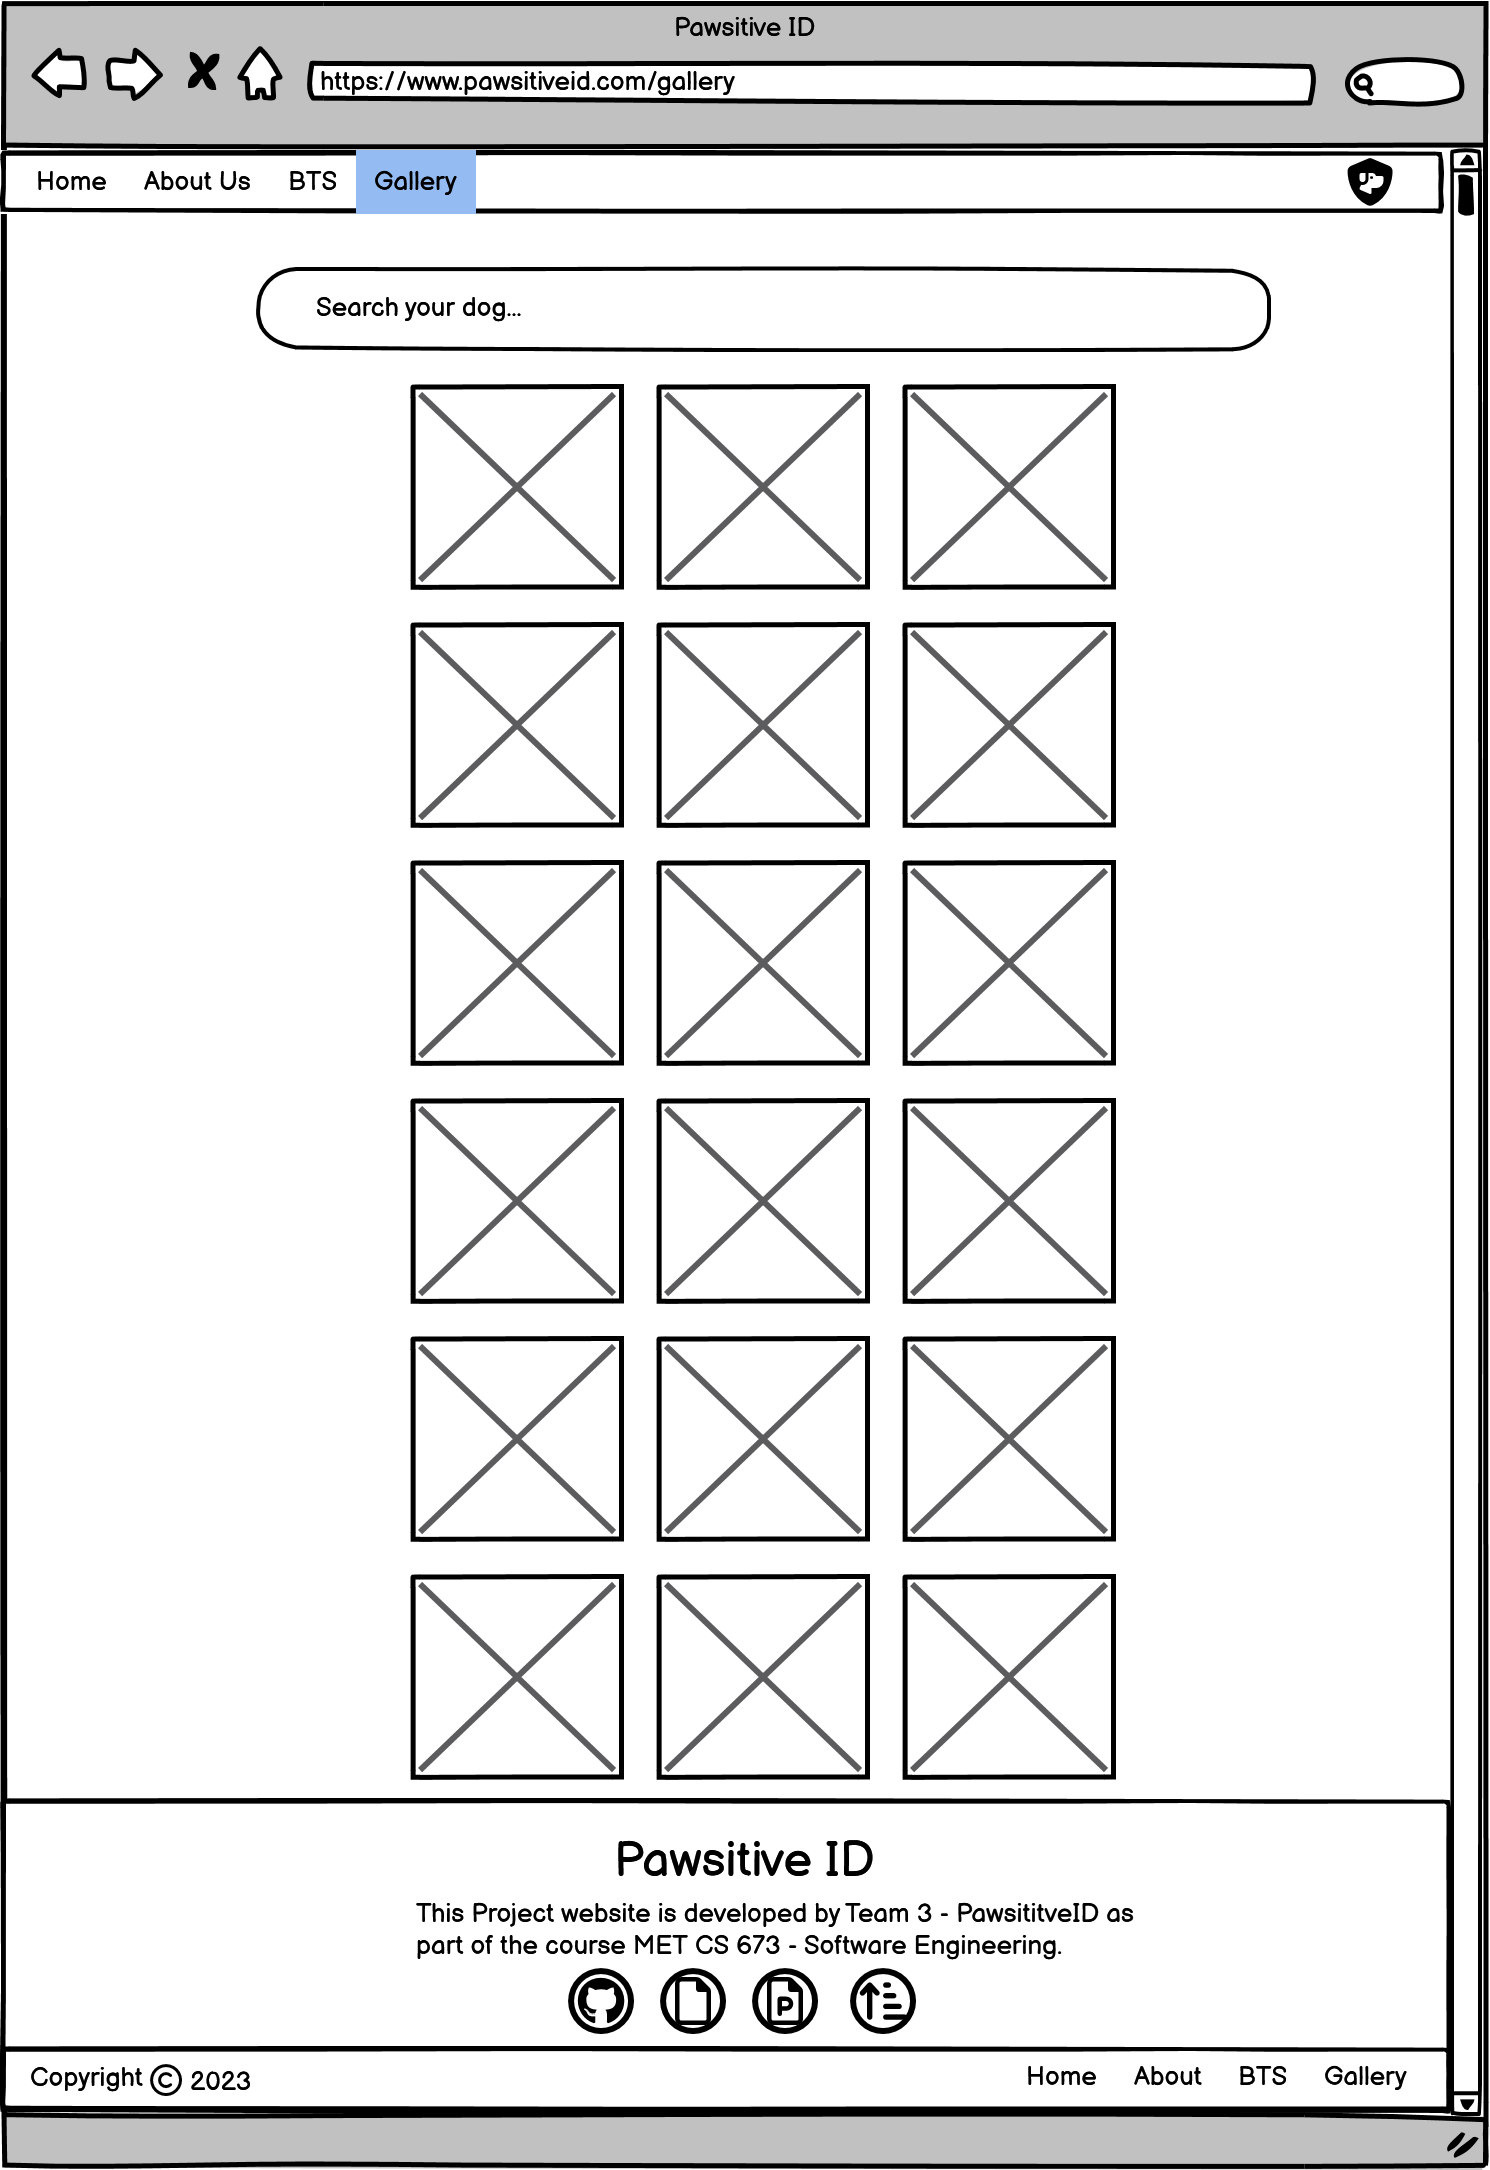 Pawsitive ID
https://www.pawsitiveid.com/gallery
Home About Us BTS Gallery
Search your dog...
Pawsitive ID
This Project website is developed by Team 3 - PawsititveID as
part of the course MET CS 673 - Software Engineering.
P
Copyright © 2023 Home About BTS Gallery